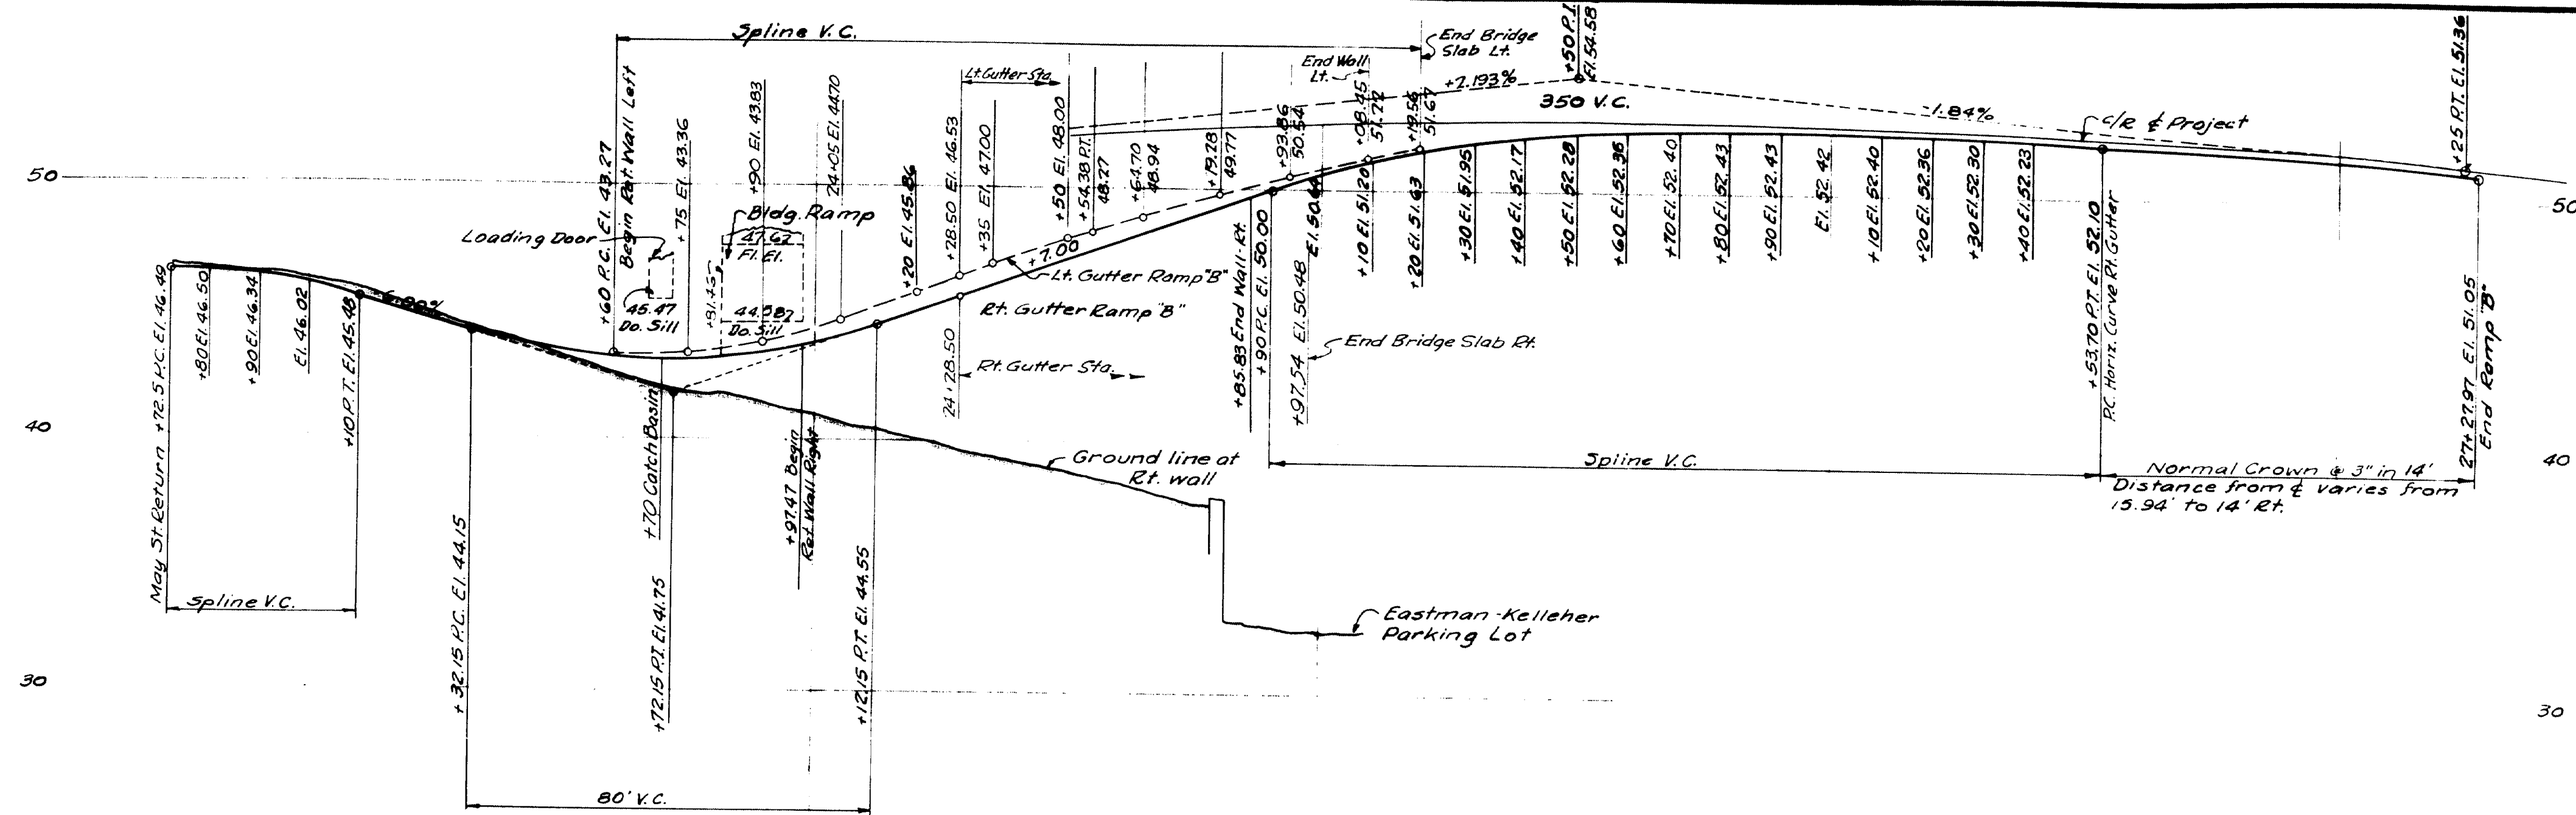 Spline V.C.
End Bridge
Slab Lt.
+50 P.I.
El. 54.58
+25 P.T. El. 51.36
+60 P.C. El. 43.27
Begin Ret. Wall Left
+75 El. 43.36
+90 El. 43.83
24+05 El. 44.70
Lt. Gutter Sta.
+20 El. 45.86
+28.50 El. 46.53
+35 El. 47.00
+50 El. 48.00
+54.38 P.T.
48.27
+64.70
48.94
+79.28
49.77
+93.86
50.54
End Wall
Lt.
+08.45
51.22
+19.56
51.67
+2.193%
350 V.C.
-1.84%
C/R ₵ Project
50
50
Loading Door
Bldg. Ramp
47.62
Fl. El.
+81.45
45.47
Do. Sill
44.587
Do. Sill
+7.00
Lt. Gutter Ramp "B"
Rt. Gutter Ramp "B"
May St. Return +72.5 P.C. El. 46.49
+80 El. 46.50
+90 El. 46.34
El. 46.02
+10 P.T. El. 45.48
24+28.50
Rt. Gutter Sta.
+85.83 End Wall-Rt.
+90 P.C. El. 50.00
+97.54 El. 50.48
End Bridge Slab Rt.
+10 El. 51.20
+20 El. 51.63
+30 El. 51.95
+40 El. 52.17
+50 El. 52.28
+60 El. 52.36
+70 El. 52.40
+80 El. 52.43
+90 El. 52.43
El. 52.42
+10 El. 52.40
+20 El. 52.36
+30 El. 52.30
+40 El. 52.23
+53.70 P.T. El. 52.10
P.C. Horiz. Curve Rt. Gutter
27+27.97 El. 51.05
End Ramp "B"
40
40
+70 Catch Basin
+97.47 Begin
Ret. Wall Right
Ground line at
Rt. wall
Spline V.C.
Normal Crown @ 3" in 14'
Distance from ₵ varies from
15.94' to 14' Rt.
Spline V.C.
+32.15 P.C. El. 44.15
+72.15 P.I. El. 41.75
+12.15 P.T. El. 44.55
Eastman-Kelleher
Parking Lot
30
30
80' V.C.